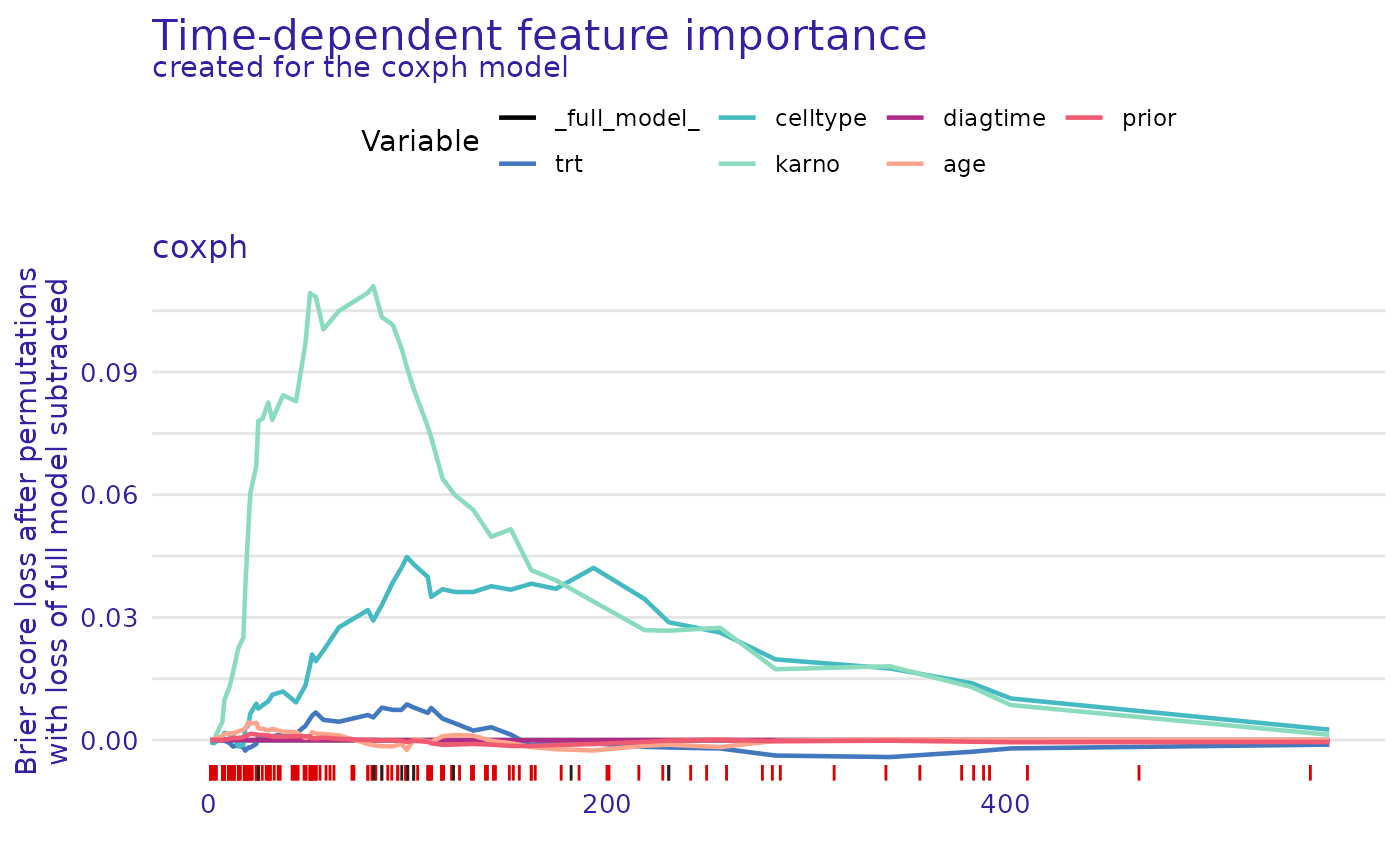 Time-dependent feature importance
created for the coxph model
Variable
_full_model_ celltype diagtime prior
trt karno age
coxph
Brier score loss after permutations
with loss of full model subtracted
0.09
0.06
0.03
0.00
0 200 400